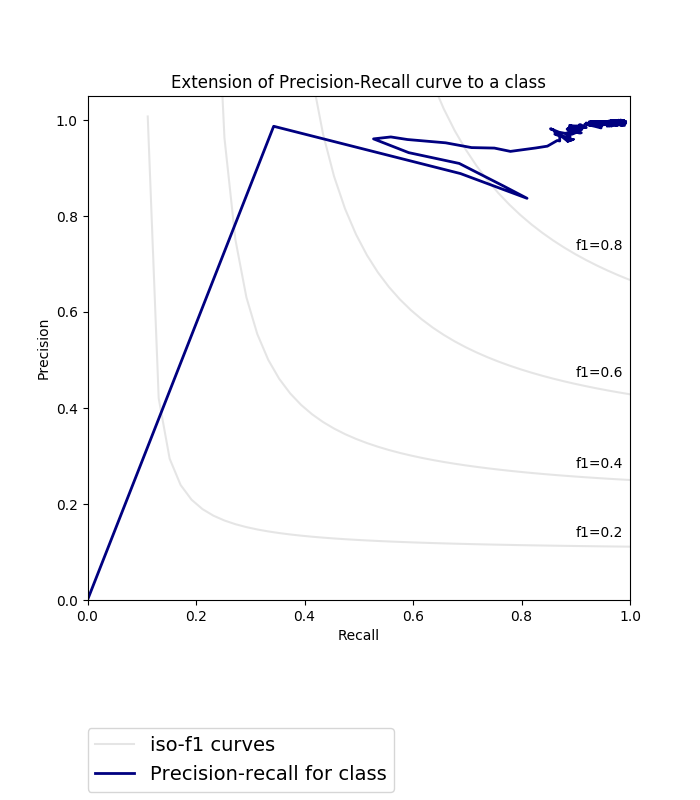 Extension of Precision-Recall curve to a class
1.0
0.8
0.6
0.4
0.2
0.0
Precision
f1=0.8
f1=0.6
f1=0.4
f1=0.2
0.0 0.2 0.4 0.6 0.8 1.0
Recall
iso-f1 curves
Precision-recall for class